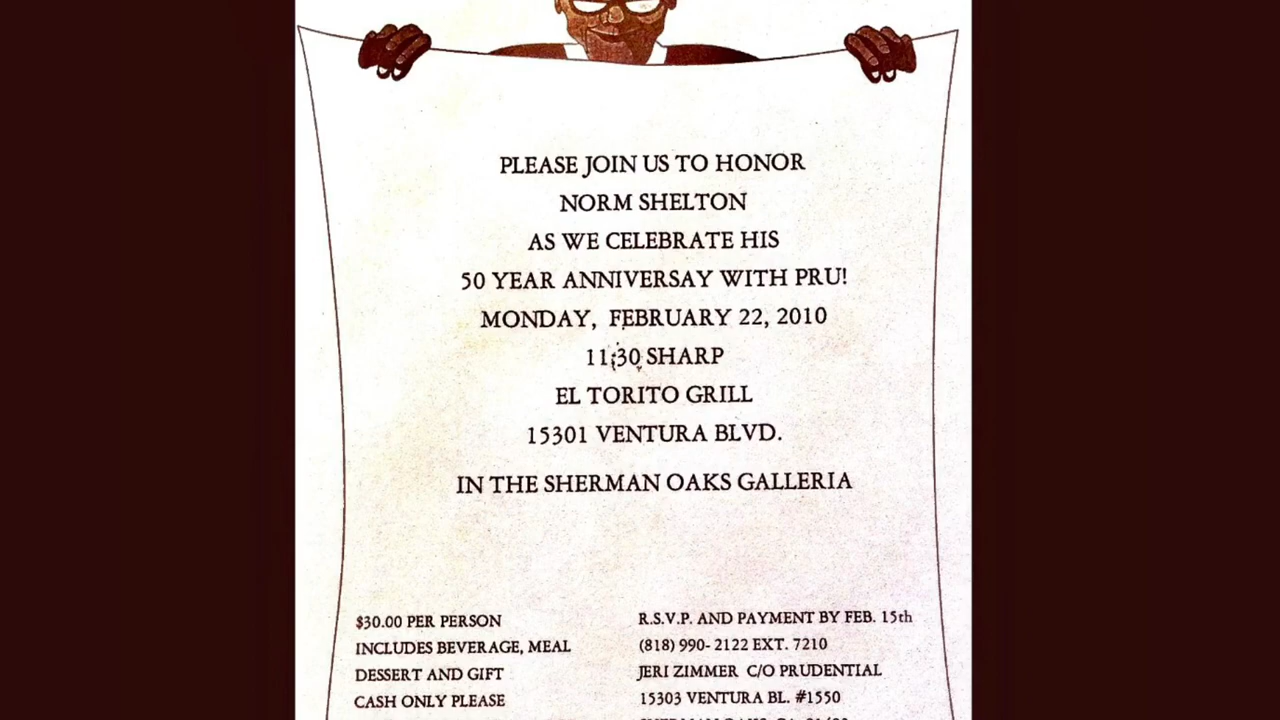 PLEASE JOIN US TO HONOR
NORM SHELTON
AS WE CELEBRATE HIS
50 YEAR ANNIVERSAY WITH PRU!
MONDAY, FEBRUARY 22, 2010
11:30 SHARP
EL TORITO GRILL
15301 VENTURA BLVD.
IN THE SHERMAN OAKS GALLERIA
$30.00 PER PERSON
INCLUDES BEVERAGE, MEAL
DESSERT AND GIFT
CASH ONLY PLEASE
R.S.V.P. AND PAYMENT BY FEB. 15th
(818) 990- 2122 EXT. 7210
JERI ZIMMER C/O PRUDENTIAL
15303 VENTURA BL. #1550